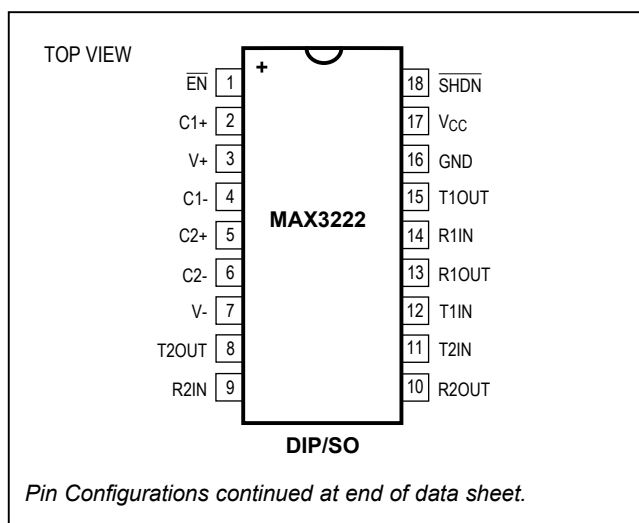 TOP VIEW
+
E̅N̅ 1 18 S̅H̅D̅N̅
C1+ 2 17 VCC
V+ 3 16 GND
C1- 4 15 T1OUT
MAX3222
C2+ 5 14 R1IN
C2- 6 13 R1OUT
V- 7 12 T1IN
T2OUT 8 11 T2IN
R2IN 9 10 R2OUT
DIP/SO
Pin Configurations continued at end of data sheet.